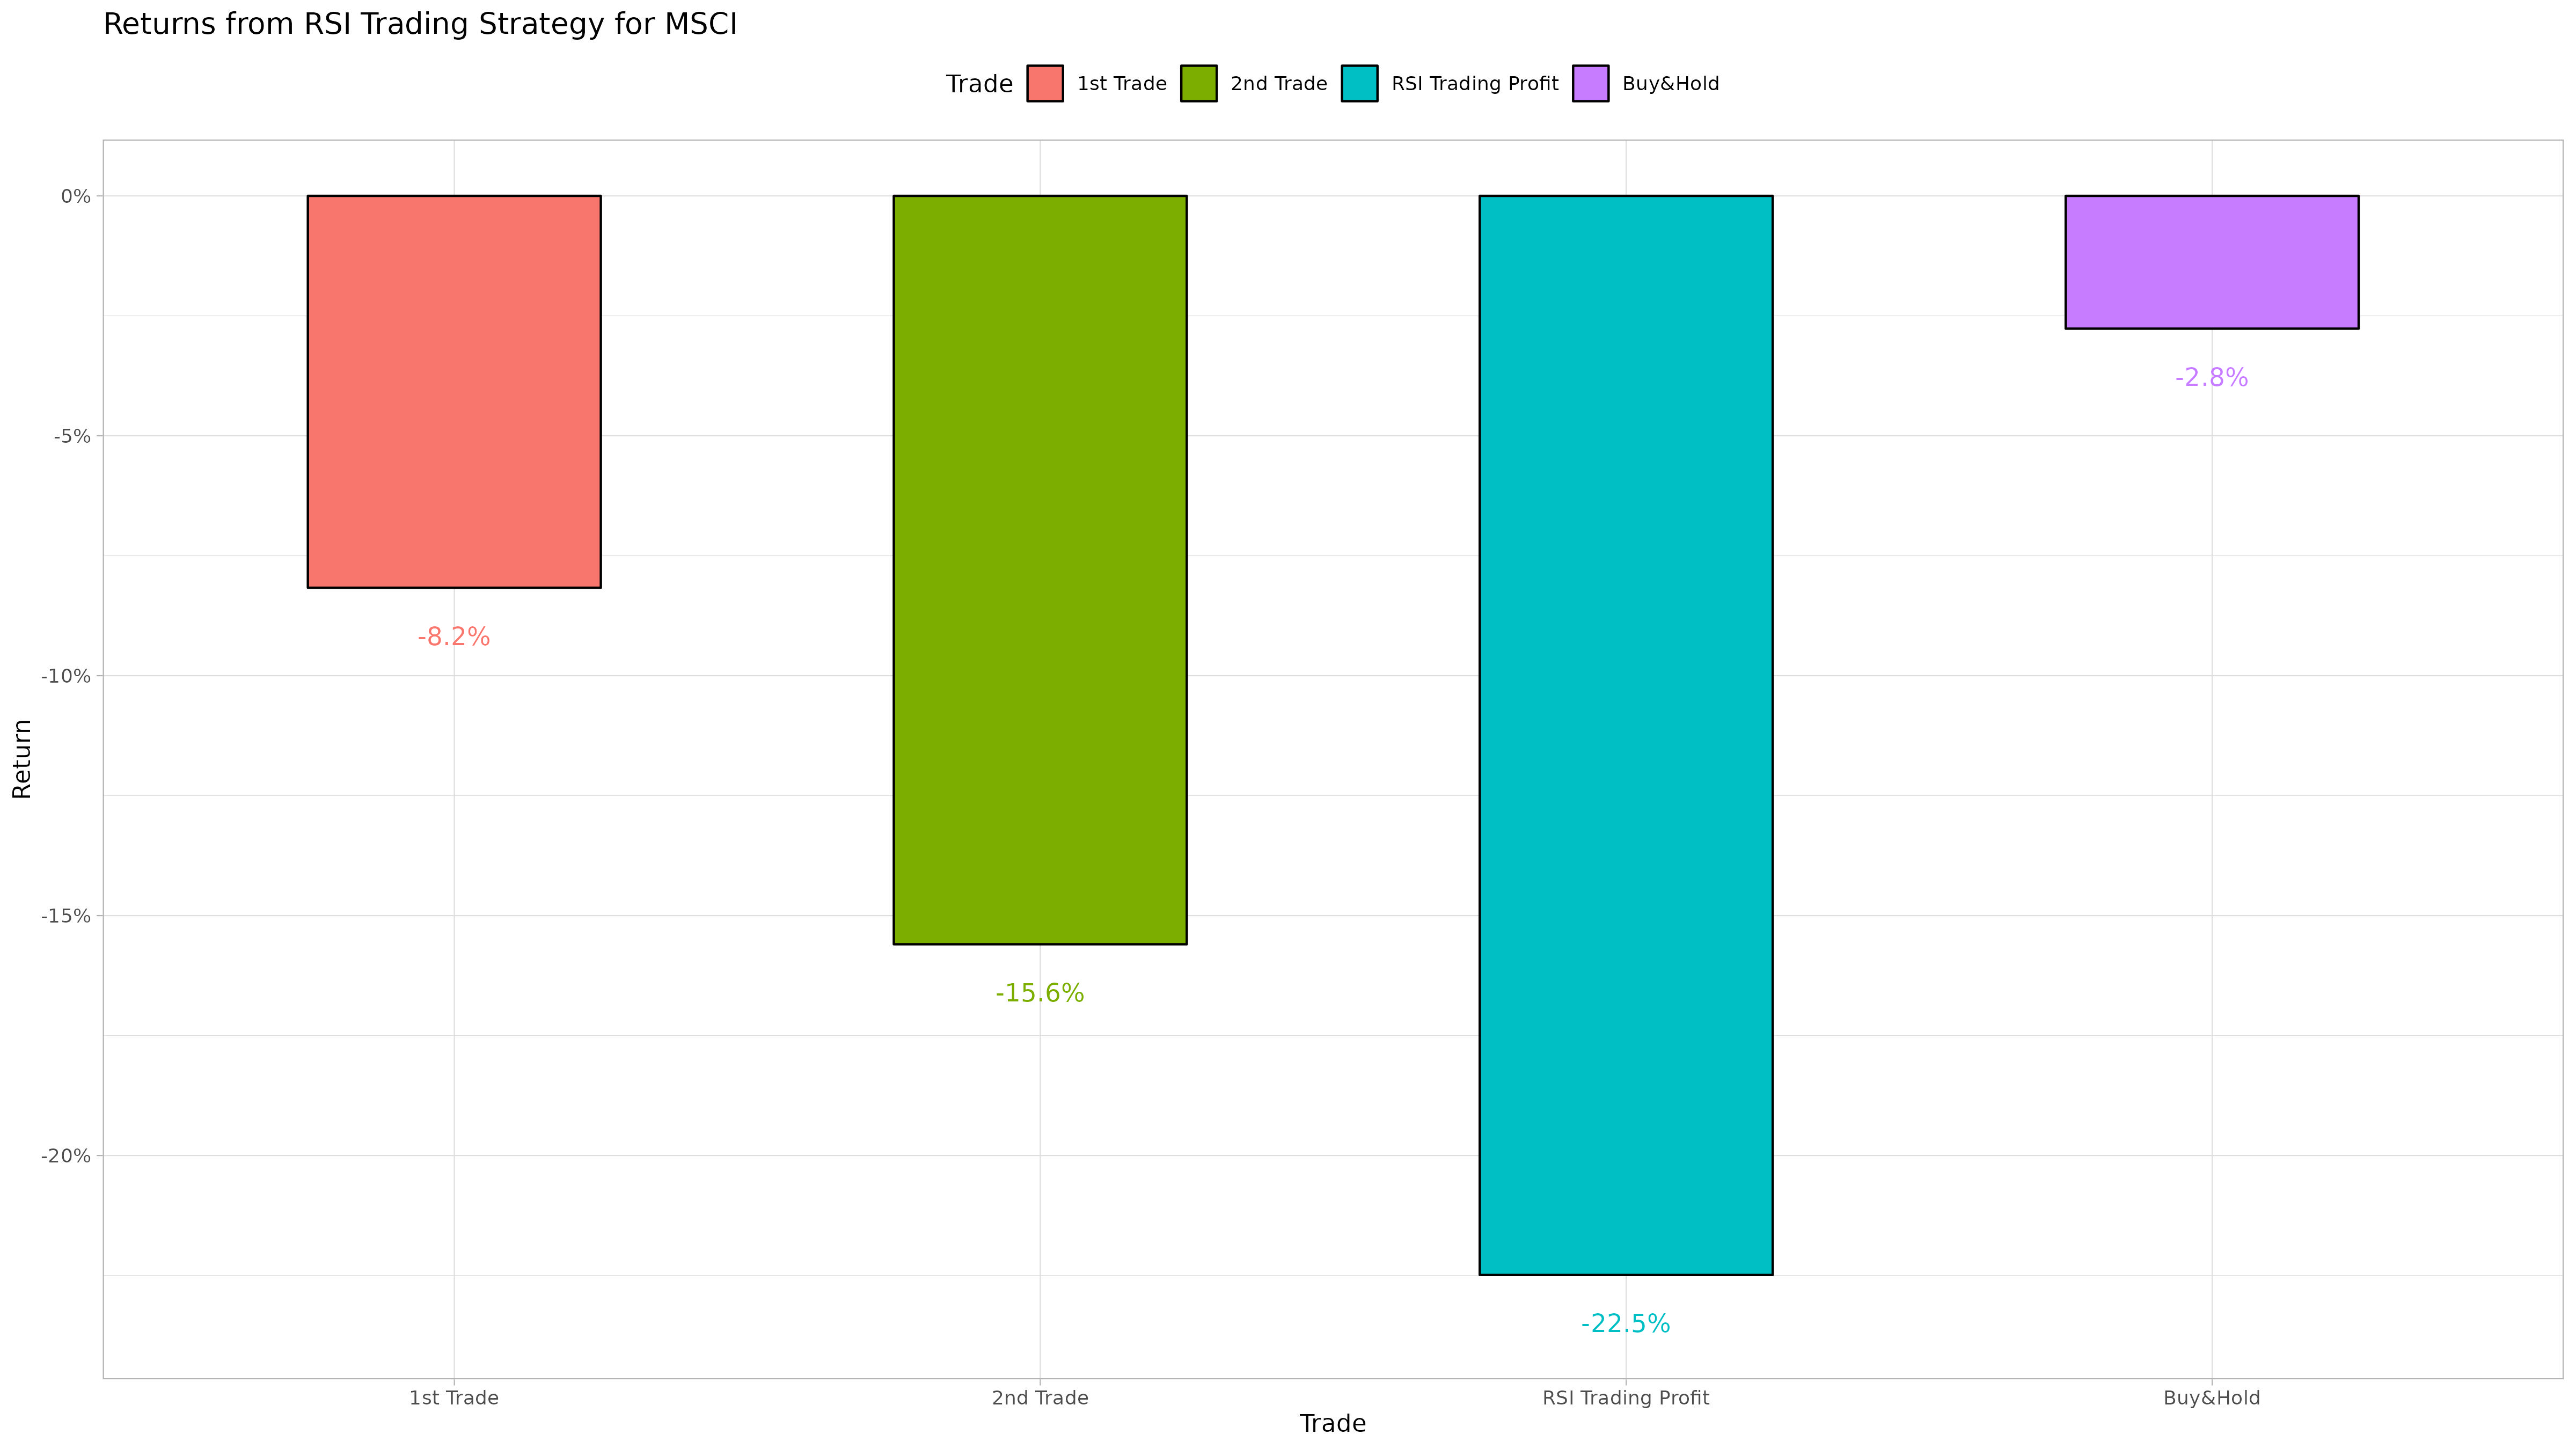 Returns from RSI Trading Strategy for MSCI
Trade 1st Trade 2nd Trade RSI Trading Profit Buy&Hold
0%
-5%
-10%
-15%
-20%
Return
-8.2%
-15.6%
-22.5%
-2.8%
1st Trade 2nd Trade RSI Trading Profit Buy&Hold
Trade